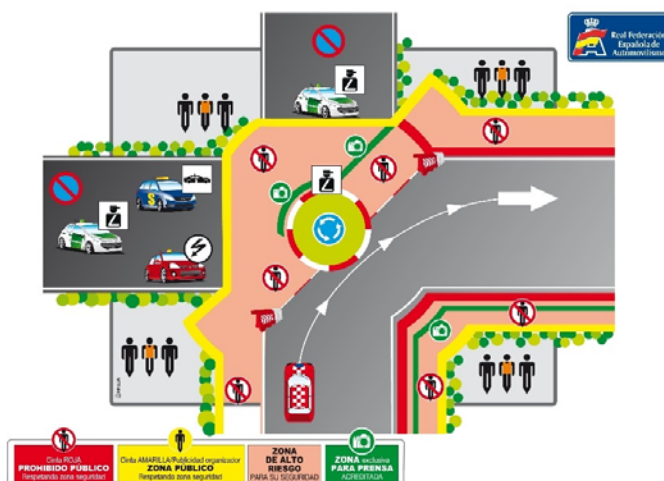 Real Federación
Española de
Automovilismo
S
Cinta ROJA
PROHIBIDO PÚBLICO
Respetando zona seguridad
Cinta AMARILLA/Publicidad organizador
ZONA PÚBLICO
Respetando zona seguridad
ZONA
DE ALTO
RIESGO
PARA SU SEGURIDAD
ZONA exclusiva
PARA PRENSA
ACREDITADA